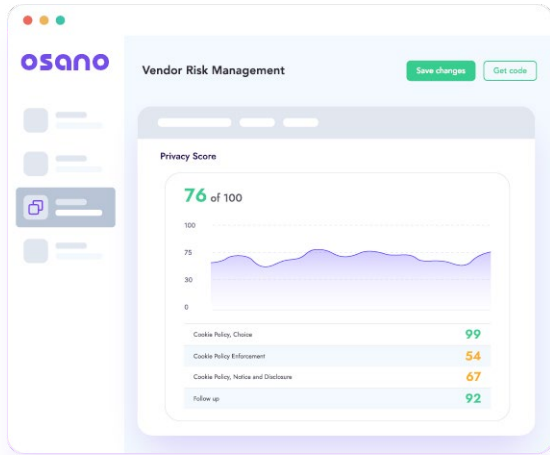 osano
Vendor Risk Management
Save changes
Get code
Privacy Score
76 of 100
100
75
30
0
Cookie Policy, Choice 99
Cookie Policy Enforcement 54
Cookie Policy, Notice and Disclosure 67
Follow up 92